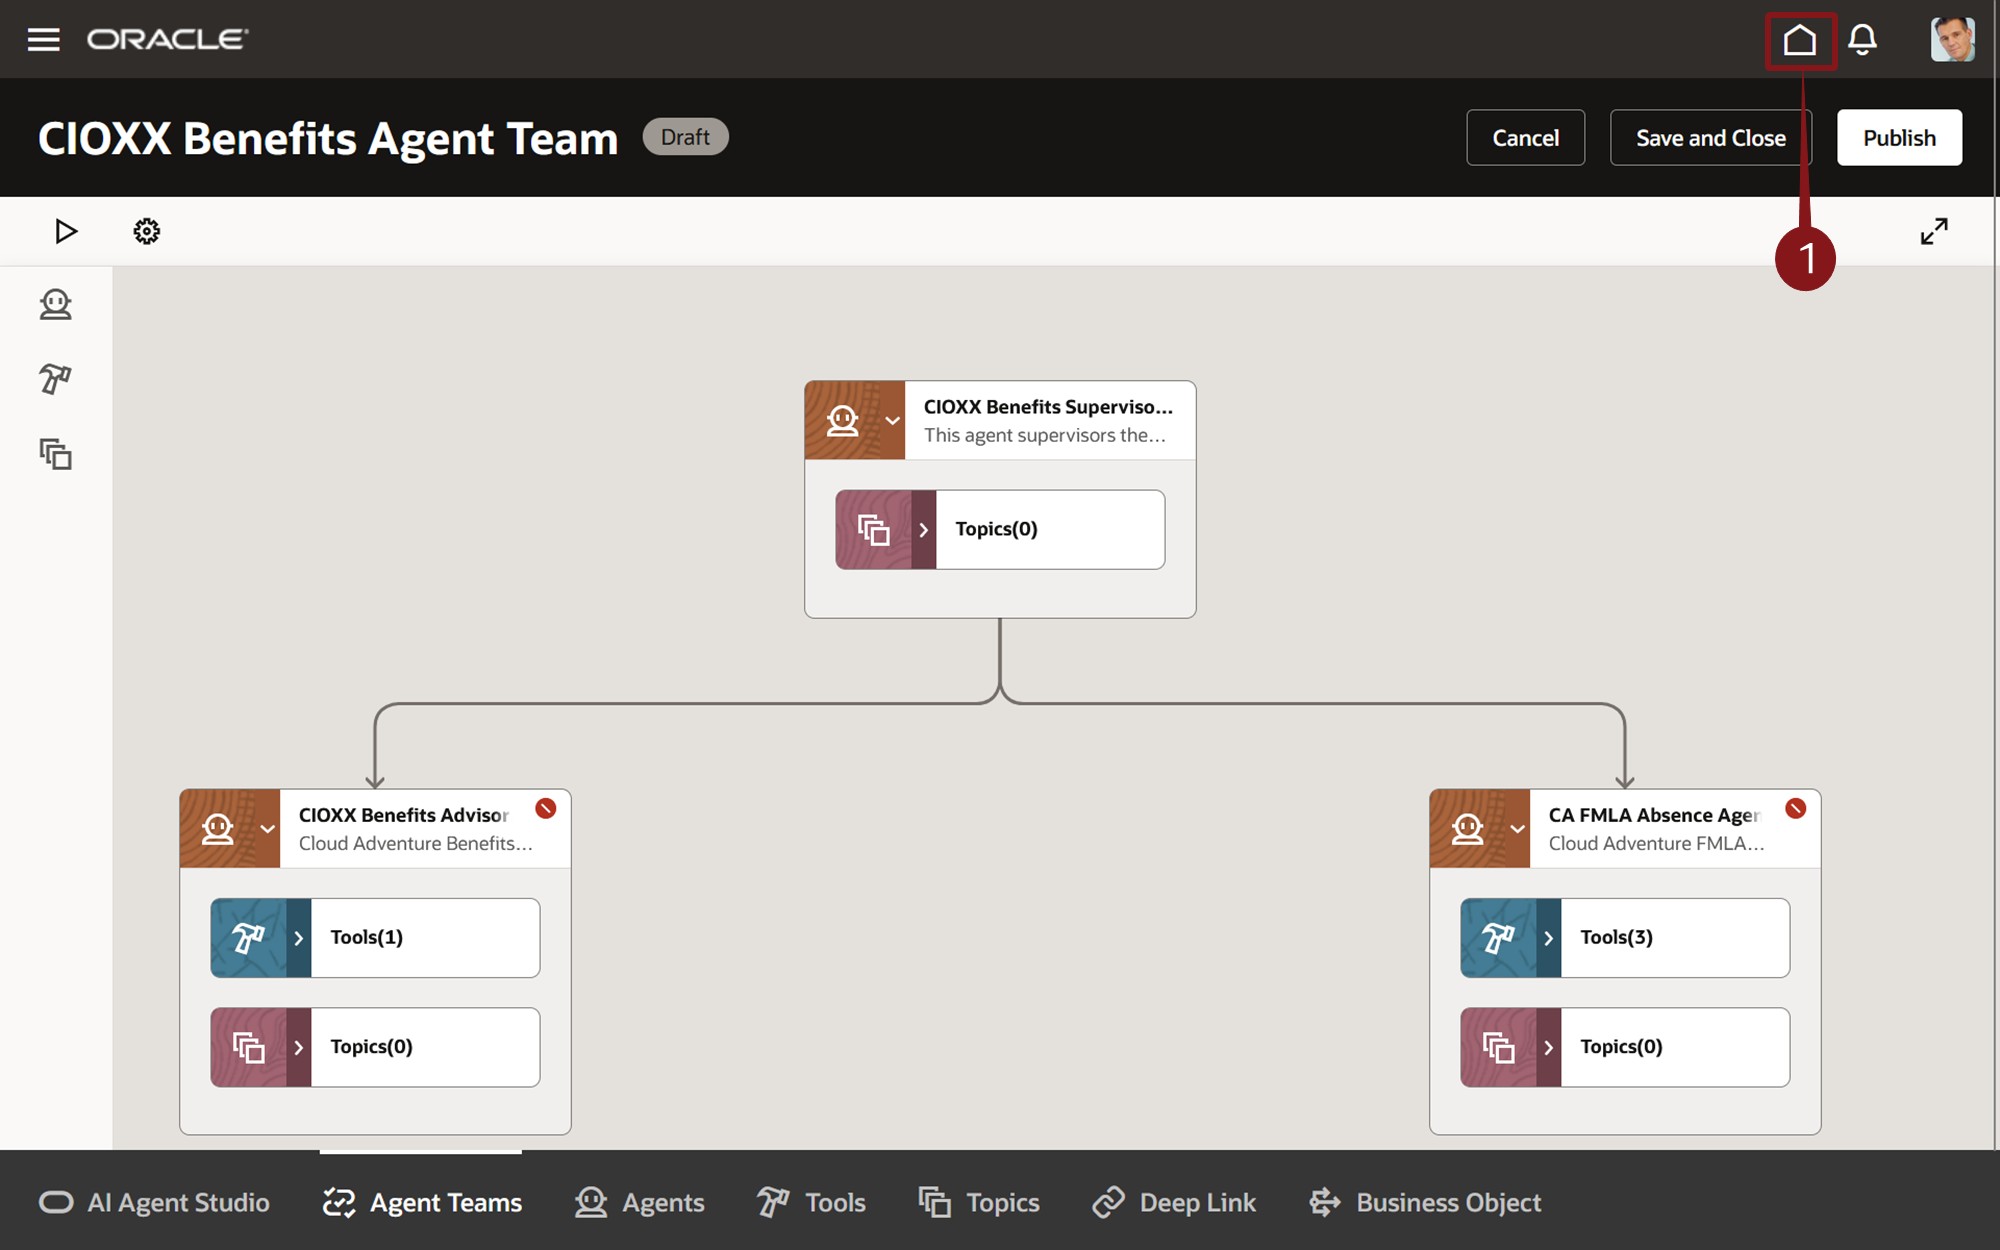 ORACLE
CIOXX Benefits Agent Team
Draft
Cancel
Save and Close
Publish
1
CIOXX Benefits Superviso...
This agent supervisors the...
Topics(0)
CIOXX Benefits Advisor
Cloud Adventure Benefits...
Tools(1)
Topics(0)
CA FMLA Absence Agen
Cloud Adventure FMLA...
Tools(3)
Topics(0)
AI Agent Studio
Agent Teams
Agents
Tools
Topics
Deep Link
Business Object